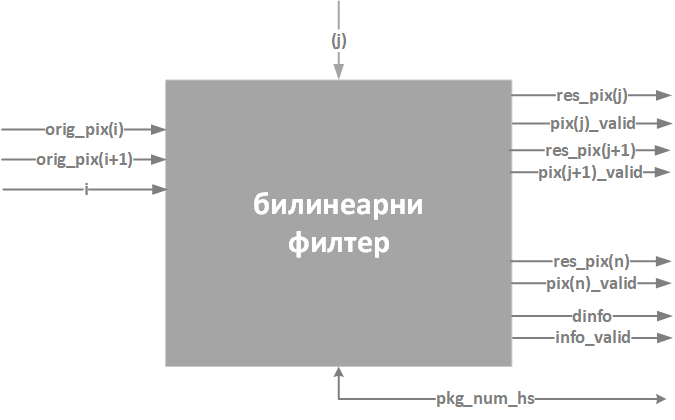 (j)
orig_pix(i)
orig_pix(i+1)
i
билинеарни
филтер
res_pix(j)
pix(j)_valid
res_pix(j+1)
pix(j+1)_valid
res_pix(n)
pix(n)_valid
dinfo
info_valid
pkg_num_hs